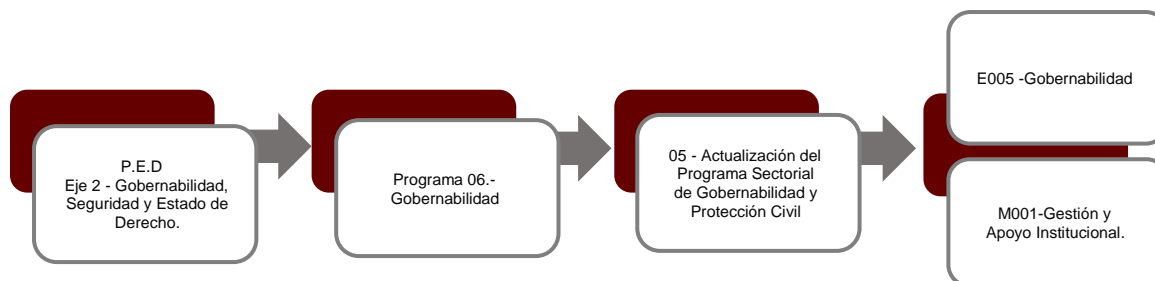 P.E.D
Eje 2 - Gobernabilidad,
Seguridad y Estado de
Derecho.
Programa 06.-
Gobernabilidad
05 - Actualización del
Programa Sectorial
de Gobernabilidad y
Protección Civil
E005 -Gobernabilidad
M001-Gestión y
Apoyo Institucional.